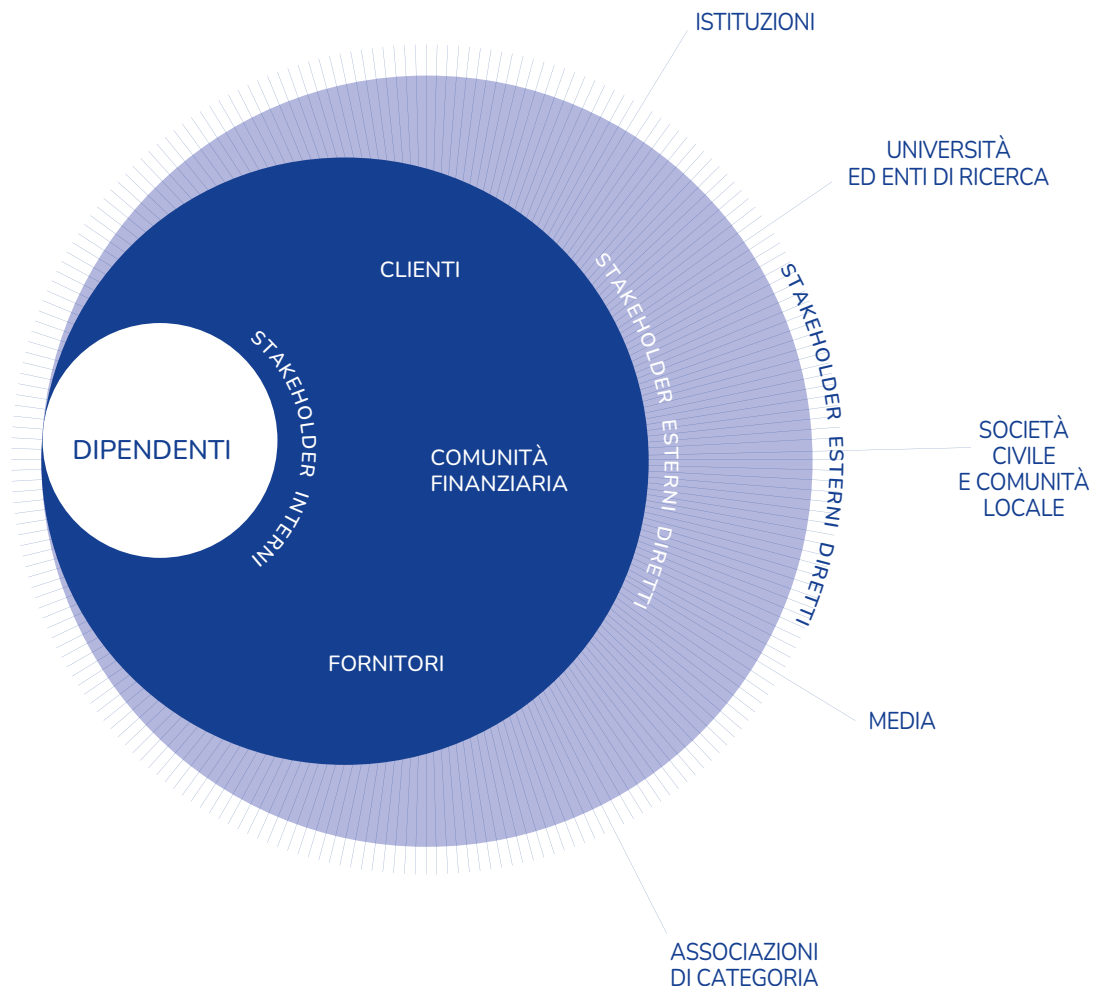 ISTITUZIONI
UNIVERSITÀ
ED ENTI DI RICERCA
CLIENTI
STAKEHOLDER ESTERNI DIRETTI
STAKEHOLDER ESTERNI DIRETTI
STAKEHOLDER INTERNI
DIPENDENTI
COMUNITÀ
FINANZIARIA
SOCIETÀ
CIVILE
E COMUNITÀ
LOCALE
FORNITORI
MEDIA
ASSOCIAZIONI
DI CATEGORIA